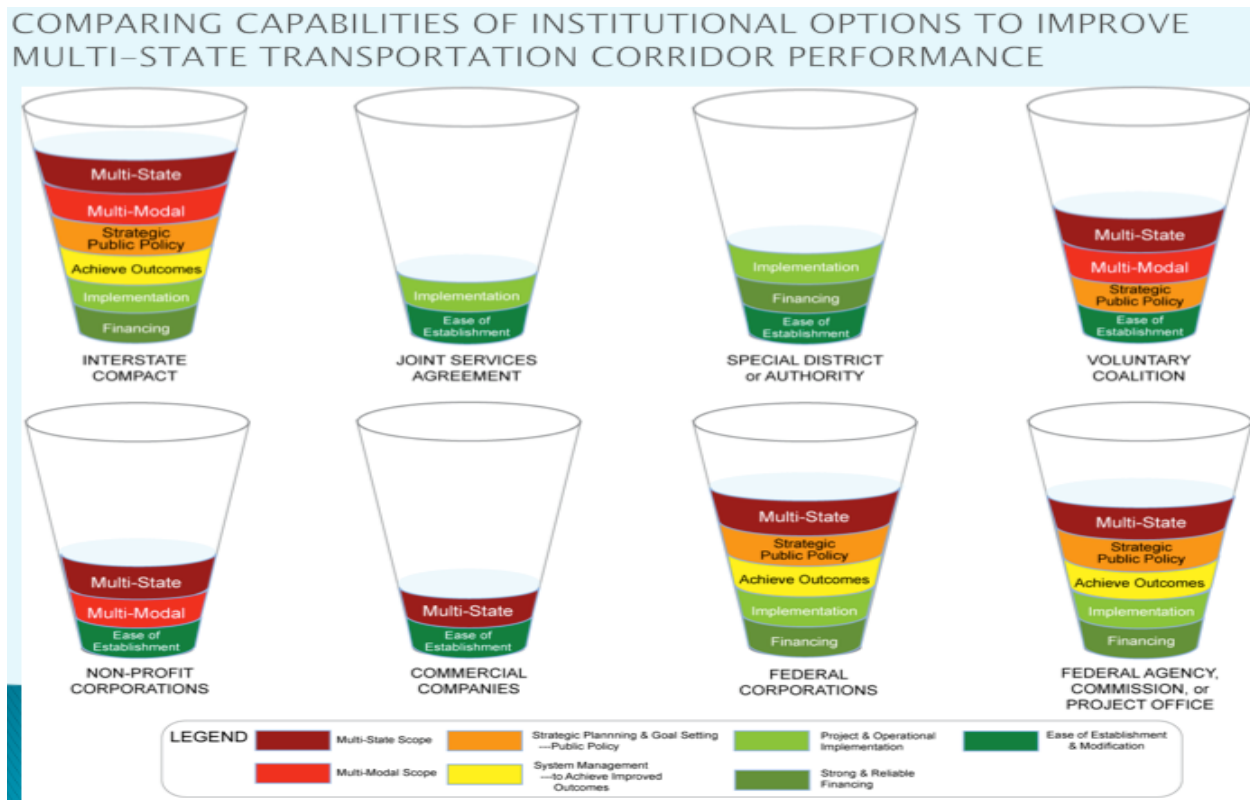 COMPARING CAPABILITIES OF INSTITUTIONAL OPTIONS TO IMPROVE
MULTI-STATE TRANSPORTATION CORRIDOR PERFORMANCE
Multi-State
Multi-Modal
Strategic
Public Policy
Achieve Outcomes
Implementation
Financing
INTERSTATE
COMPACT
Implementation
Ease of
Establishment
JOINT SERVICES
AGREEMENT
Implementation
Financing
Ease of
Establishment
SPECIAL DISTRICT
or AUTHORITY
Multi-State
Multi-Modal
Strategic
Public Policy
Ease of
Establishment
VOLUNTARY
COALITION
Multi-State
Multi-Modal
Ease of
Establishment
NON-PROFIT
CORPORATIONS
Multi-State
Ease of
Establishment
COMMERCIAL
COMPANIES
Multi-State
Strategic
Public Policy
Achieve Outcomes
Implementation
Financing
FEDERAL
CORPORATIONS
Multi-State
Strategic
Public Policy
Achieve Outcomes
Implementation
Financing
FEDERAL AGENCY,
COMMISSION, or
PROJECT OFFICE
LEGEND
Multi-State Scope
Multi-Modal Scope
Strategic Plannning & Goal Setting
---Public Policy
System Management
---to Achieve Improved
Outcomes
Project & Operational
Implementation
Strong & Reliable
Financing
Ease of Establishment
& Modification